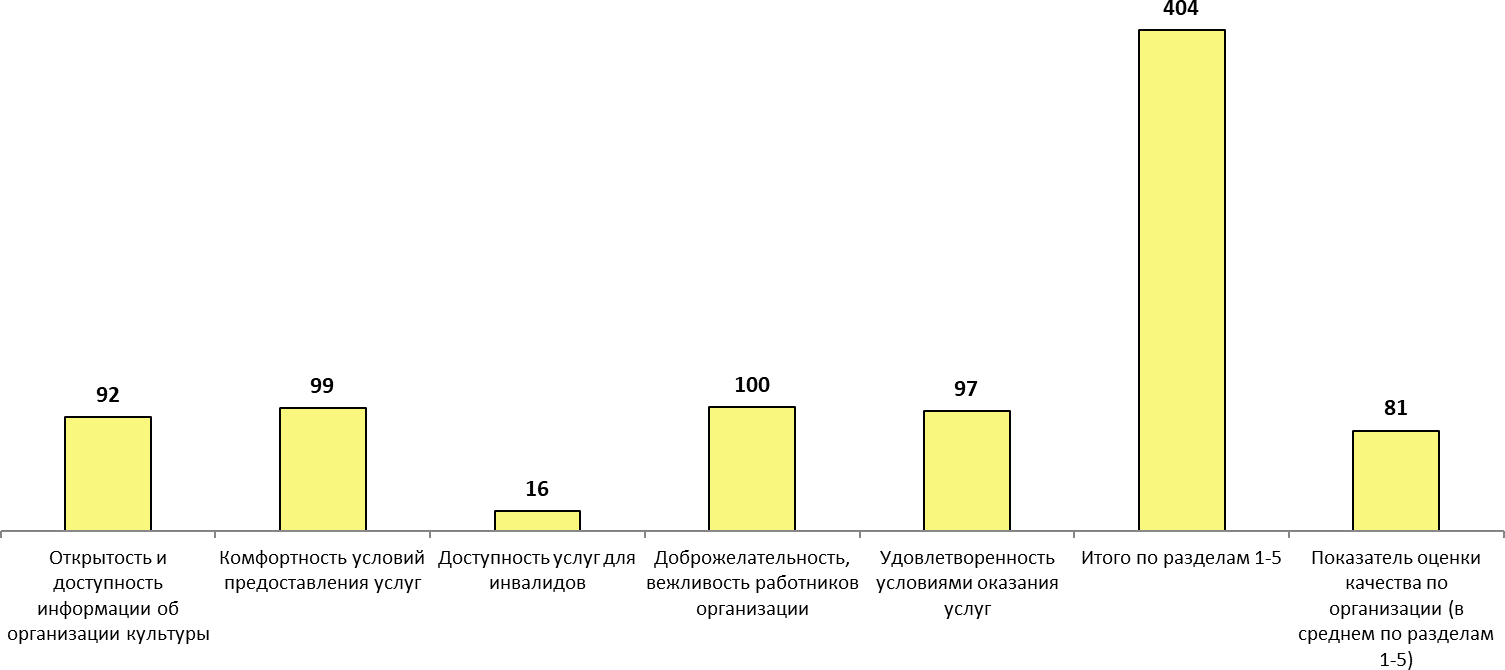 404
92
99
16
100
97
81
Открытость и
доступность
информации об
организации культуры
Комфортность условий
предоставления услуг
Доступность услуг для
инвалидов
Доброжелательность,
вежливость работников
организации
Удовлетворенность
условиями оказания
услуг
Итого по разделам 1-5
Показатель оценки
качества по
организации (в
среднем по разделам
1-5)